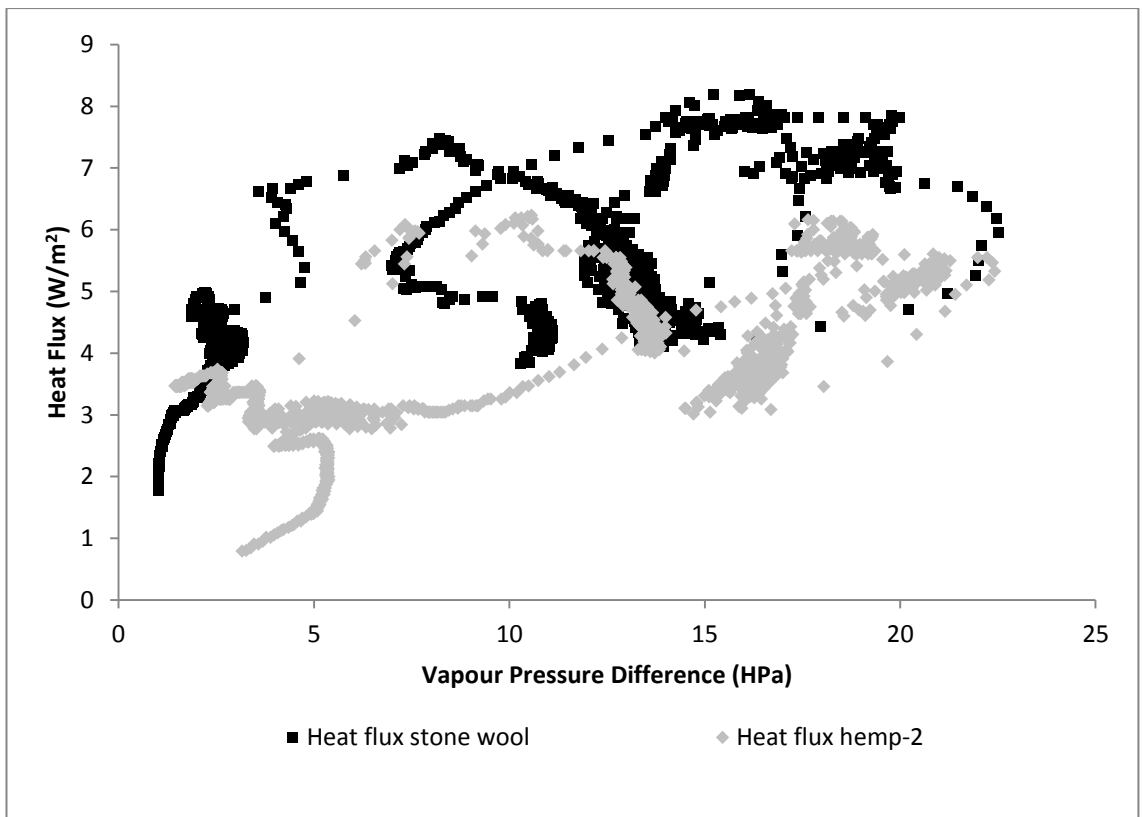 9
8
7
6
5
4
3
2
1
0
Heat Flux (W/m²)
0 5 10 15 20 25
Vapour Pressure Difference (HPa)
Heat flux stone wool Heat flux hemp-2